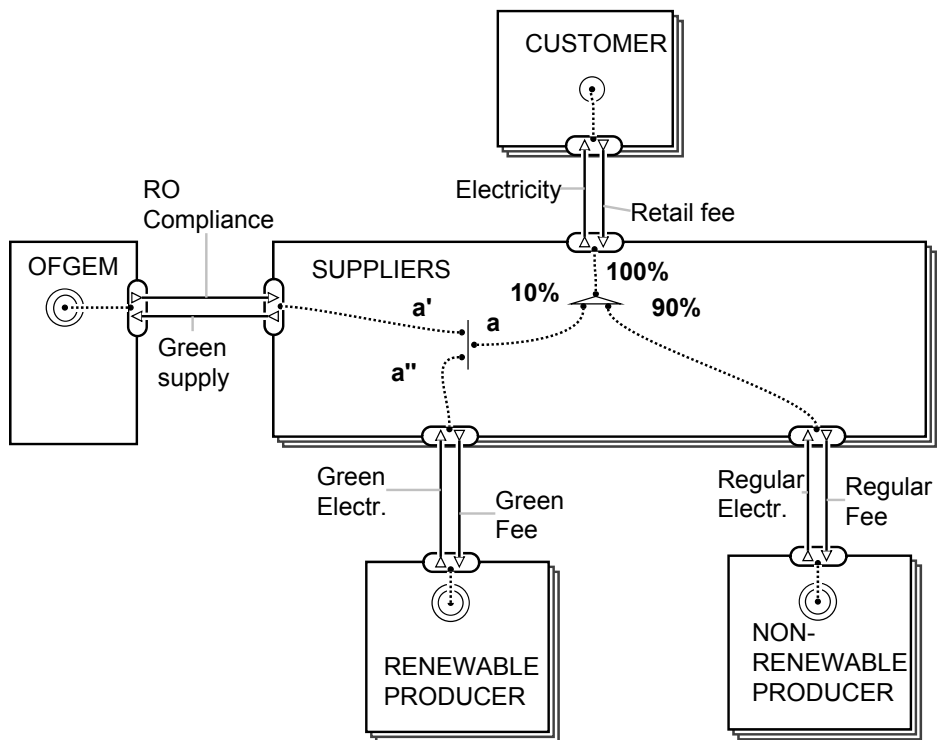 CUSTOMER
Electricity
Retail fee
RO
Compliance
OFGEM
SUPPLIERS
100%
10%
90%
a'
a
a''
Green
supply
Green
Electr.
Green
Fee
Regular
Electr.
Regular
Fee
RENEWABLE
PRODUCER
NON-
RENEWABLE
PRODUCER